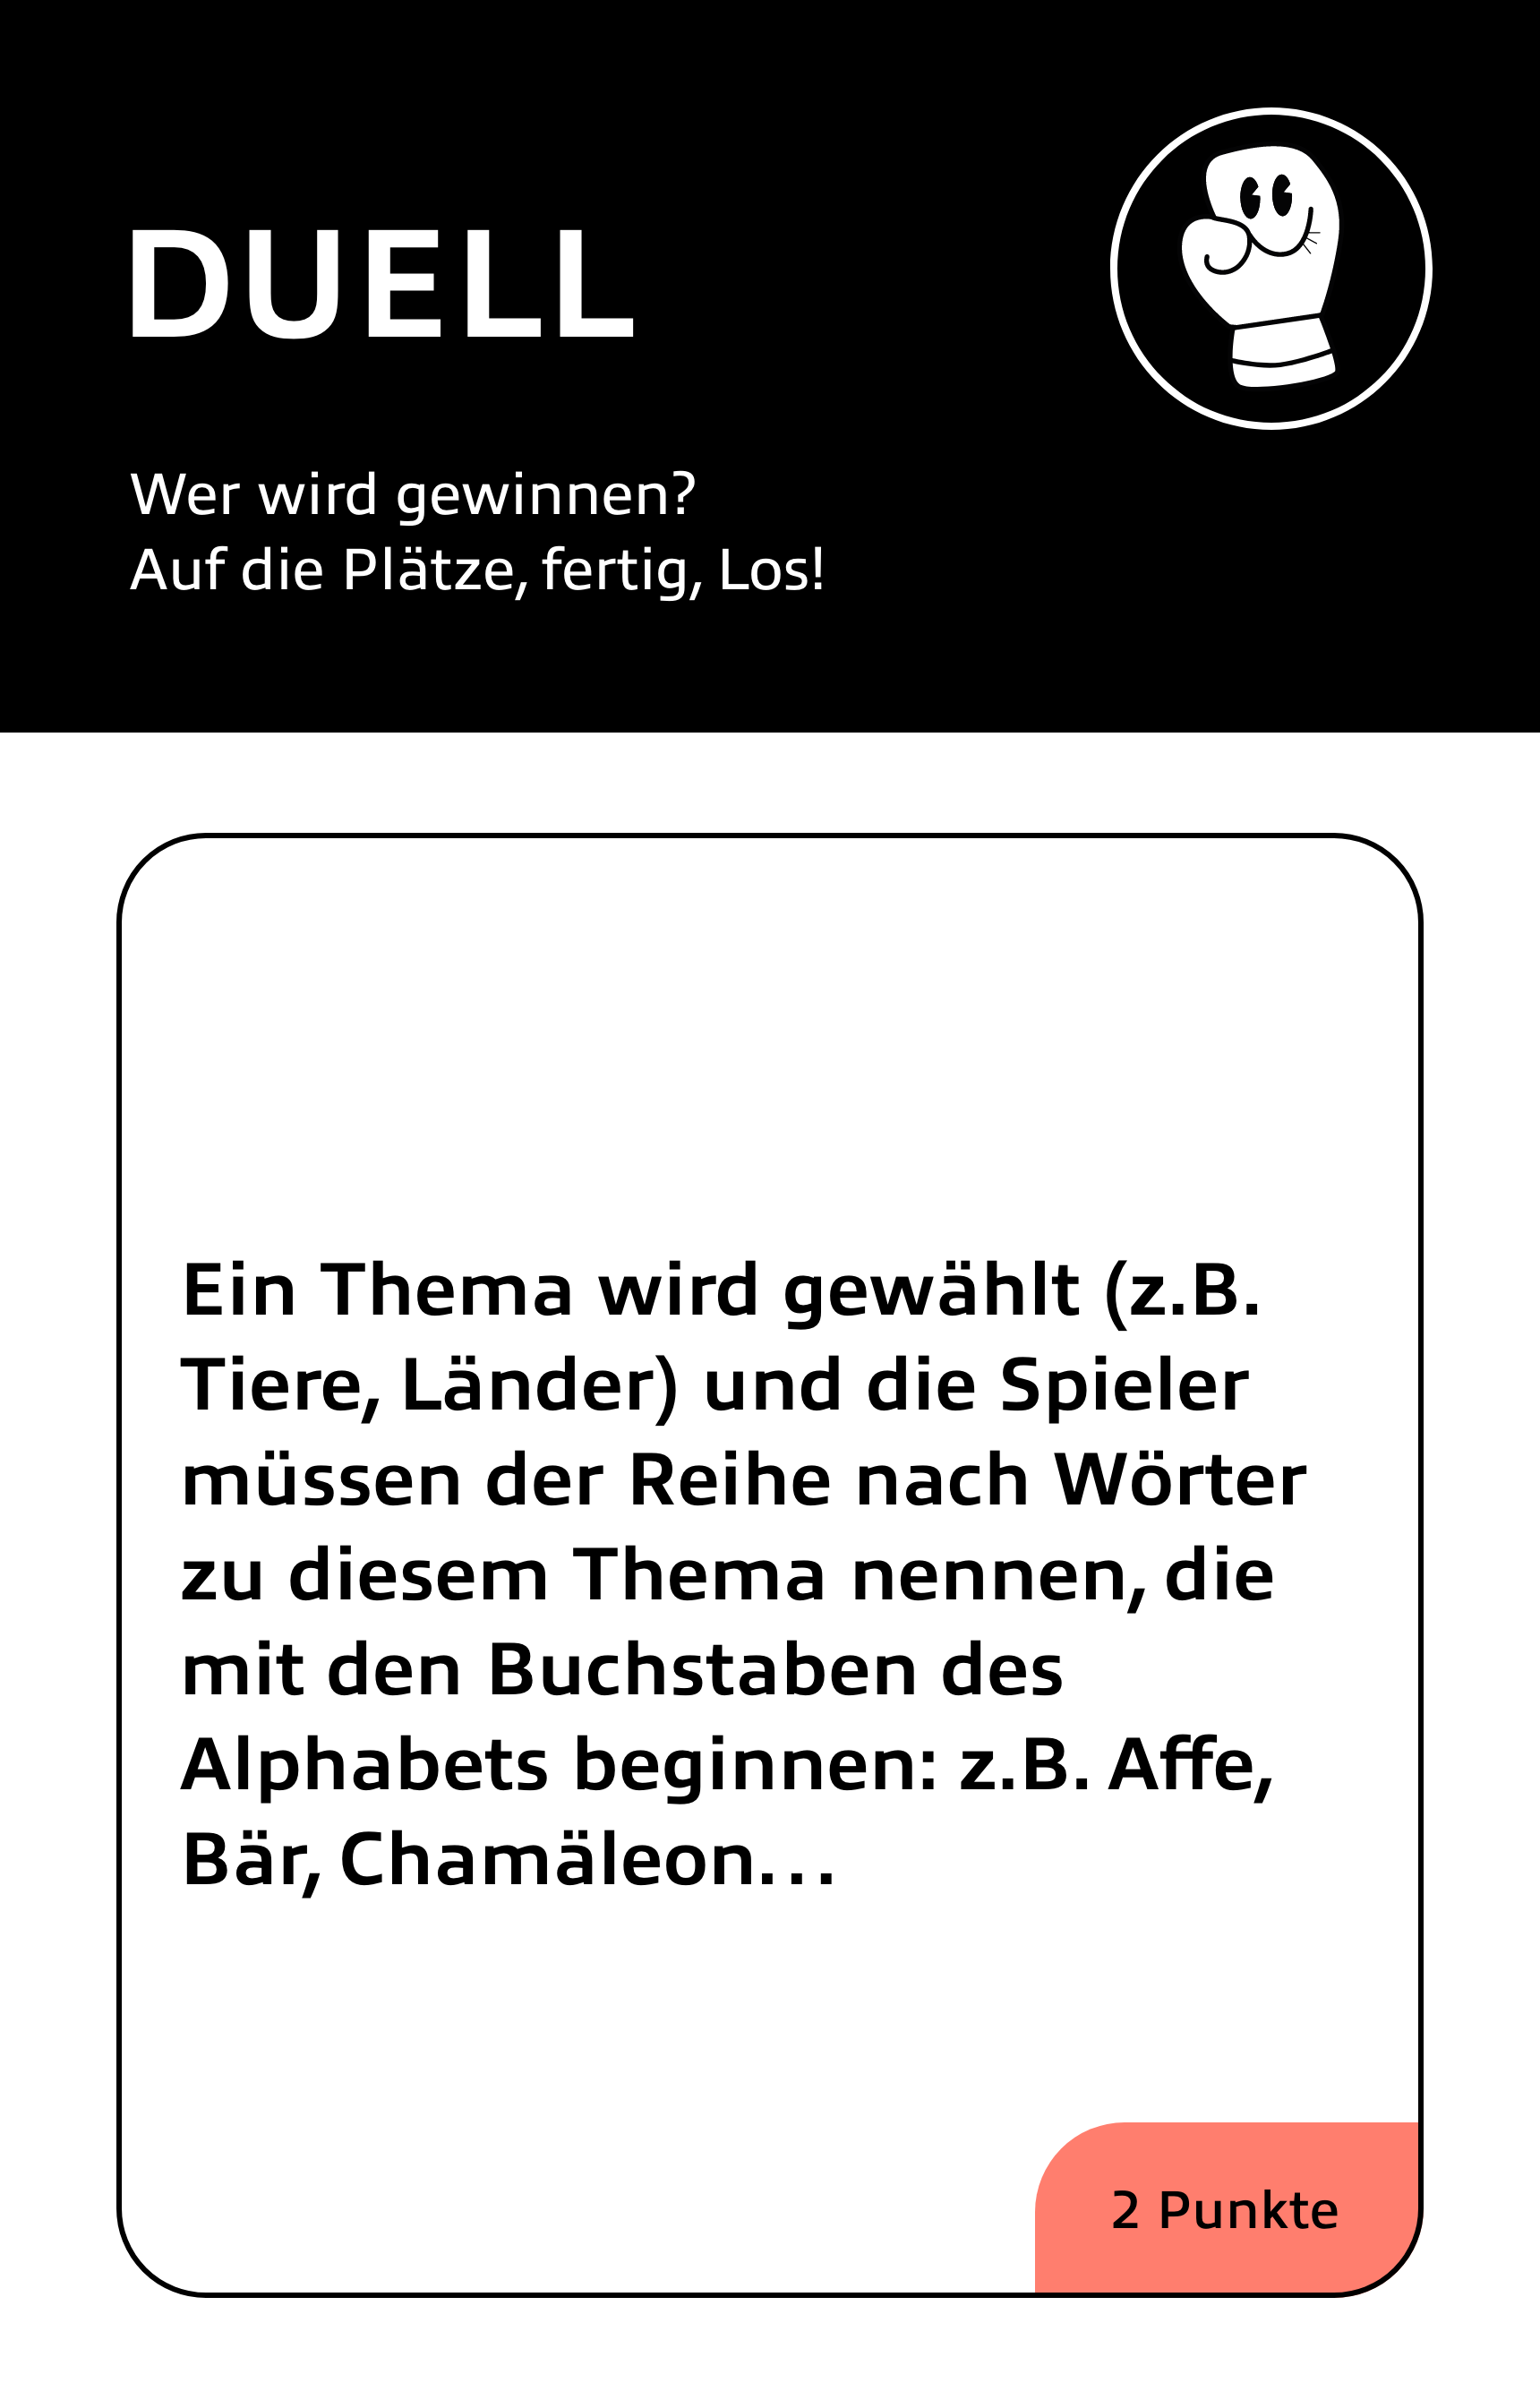 DUELL
Wer wird gewinnen?
Auf die Plätze, fertig, Los!
Ein Thema wird gewählt (z.B.
Tiere, Länder) und die Spieler
müssen der Reihe nach Wörter
zu diesem Thema nennen, die
mit den Buchstaben des
Alphabets beginnen: z.B. Affe,
Bär, Chamäleon...
2 Punkte